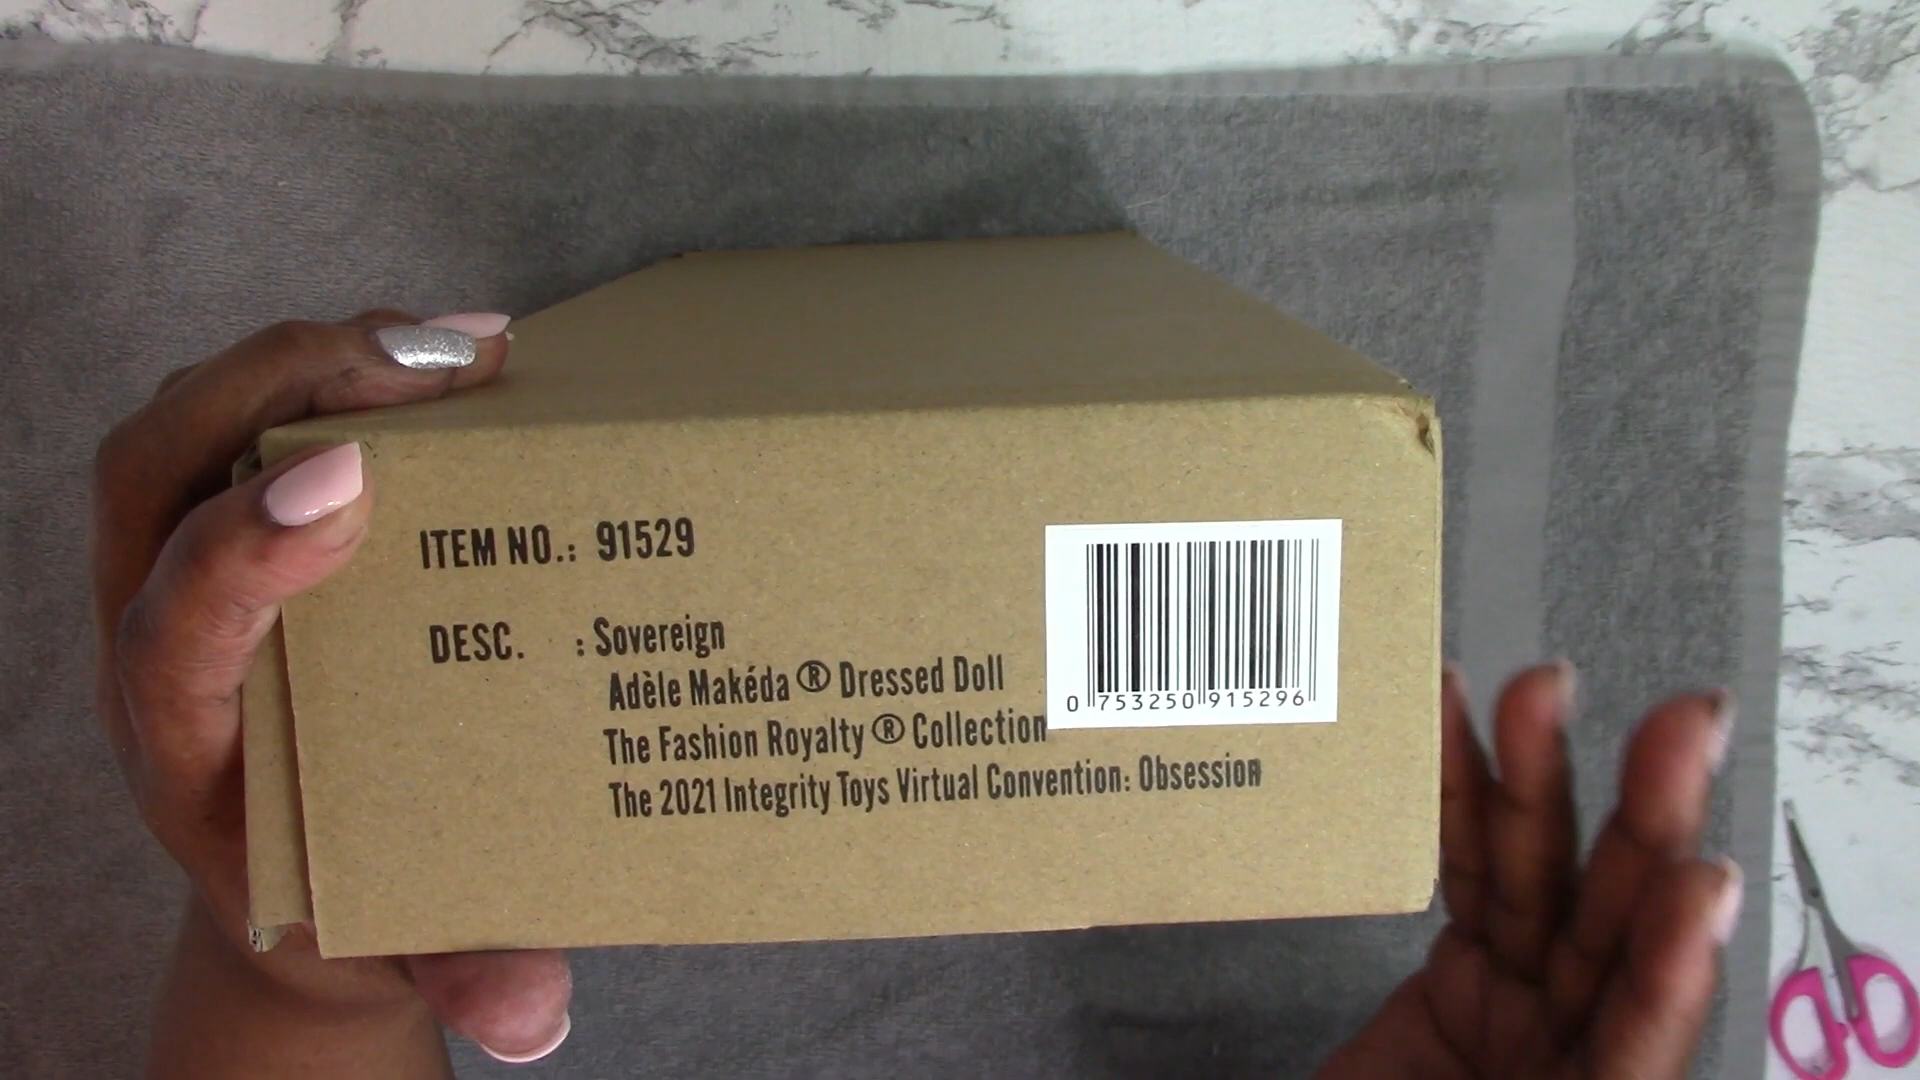 ITEM NO.: 91529
DESC. : Sovereign
Adèle Makéda ® Dressed Doll
The Fashion Royalty ® Collection
The 2021 Integrity Toys Virtual Convention: Obsession
0 753250 915296